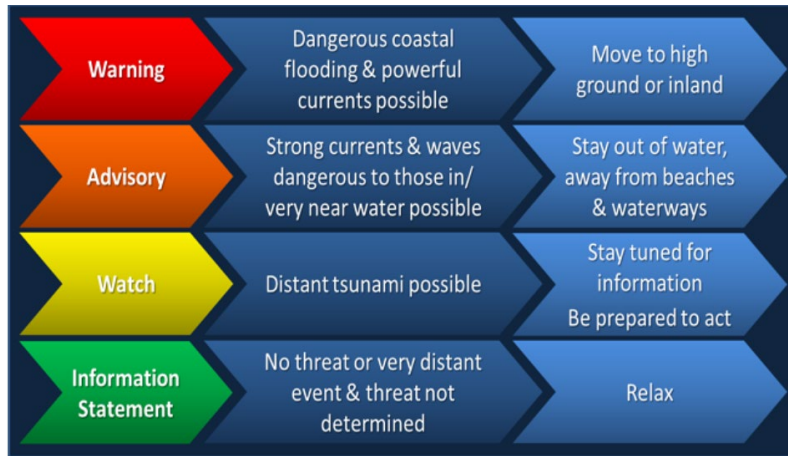 Warning
Dangerous coastal
flooding & powerful
currents possible
Move to high
ground or inland
Advisory
Strong currents & waves
dangerous to those in/
very near water possible
Stay out of water,
away from beaches
& waterways
Watch
Distant tsunami possible
Stay tuned for
information
Be prepared to act
Information
Statement
No threat or very distant
event & threat not
determined
Relax